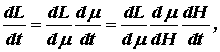 dL/dt = dL/dμ dμ/dt = dL/dμ dμ/dH dH/dt,